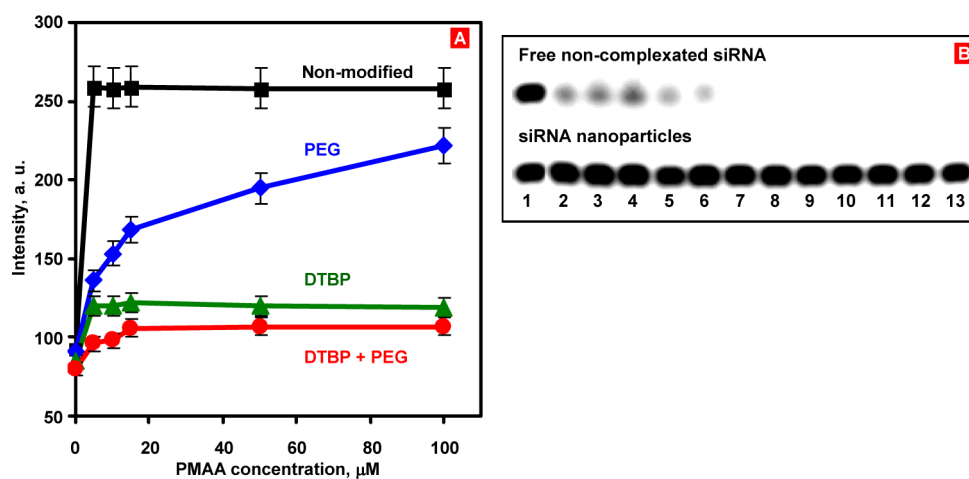 300
250
200
150
100
50
Intensity, a. u.
A
Non-modified
PEG
DTBP
DTBP + PEG
0 20 40 60 80 100
PMAA concentration, μM
B
Free non-complexated siRNA
siRNA nanoparticles
1 2 3 4 5 6 7 8 9 10 11 12 13